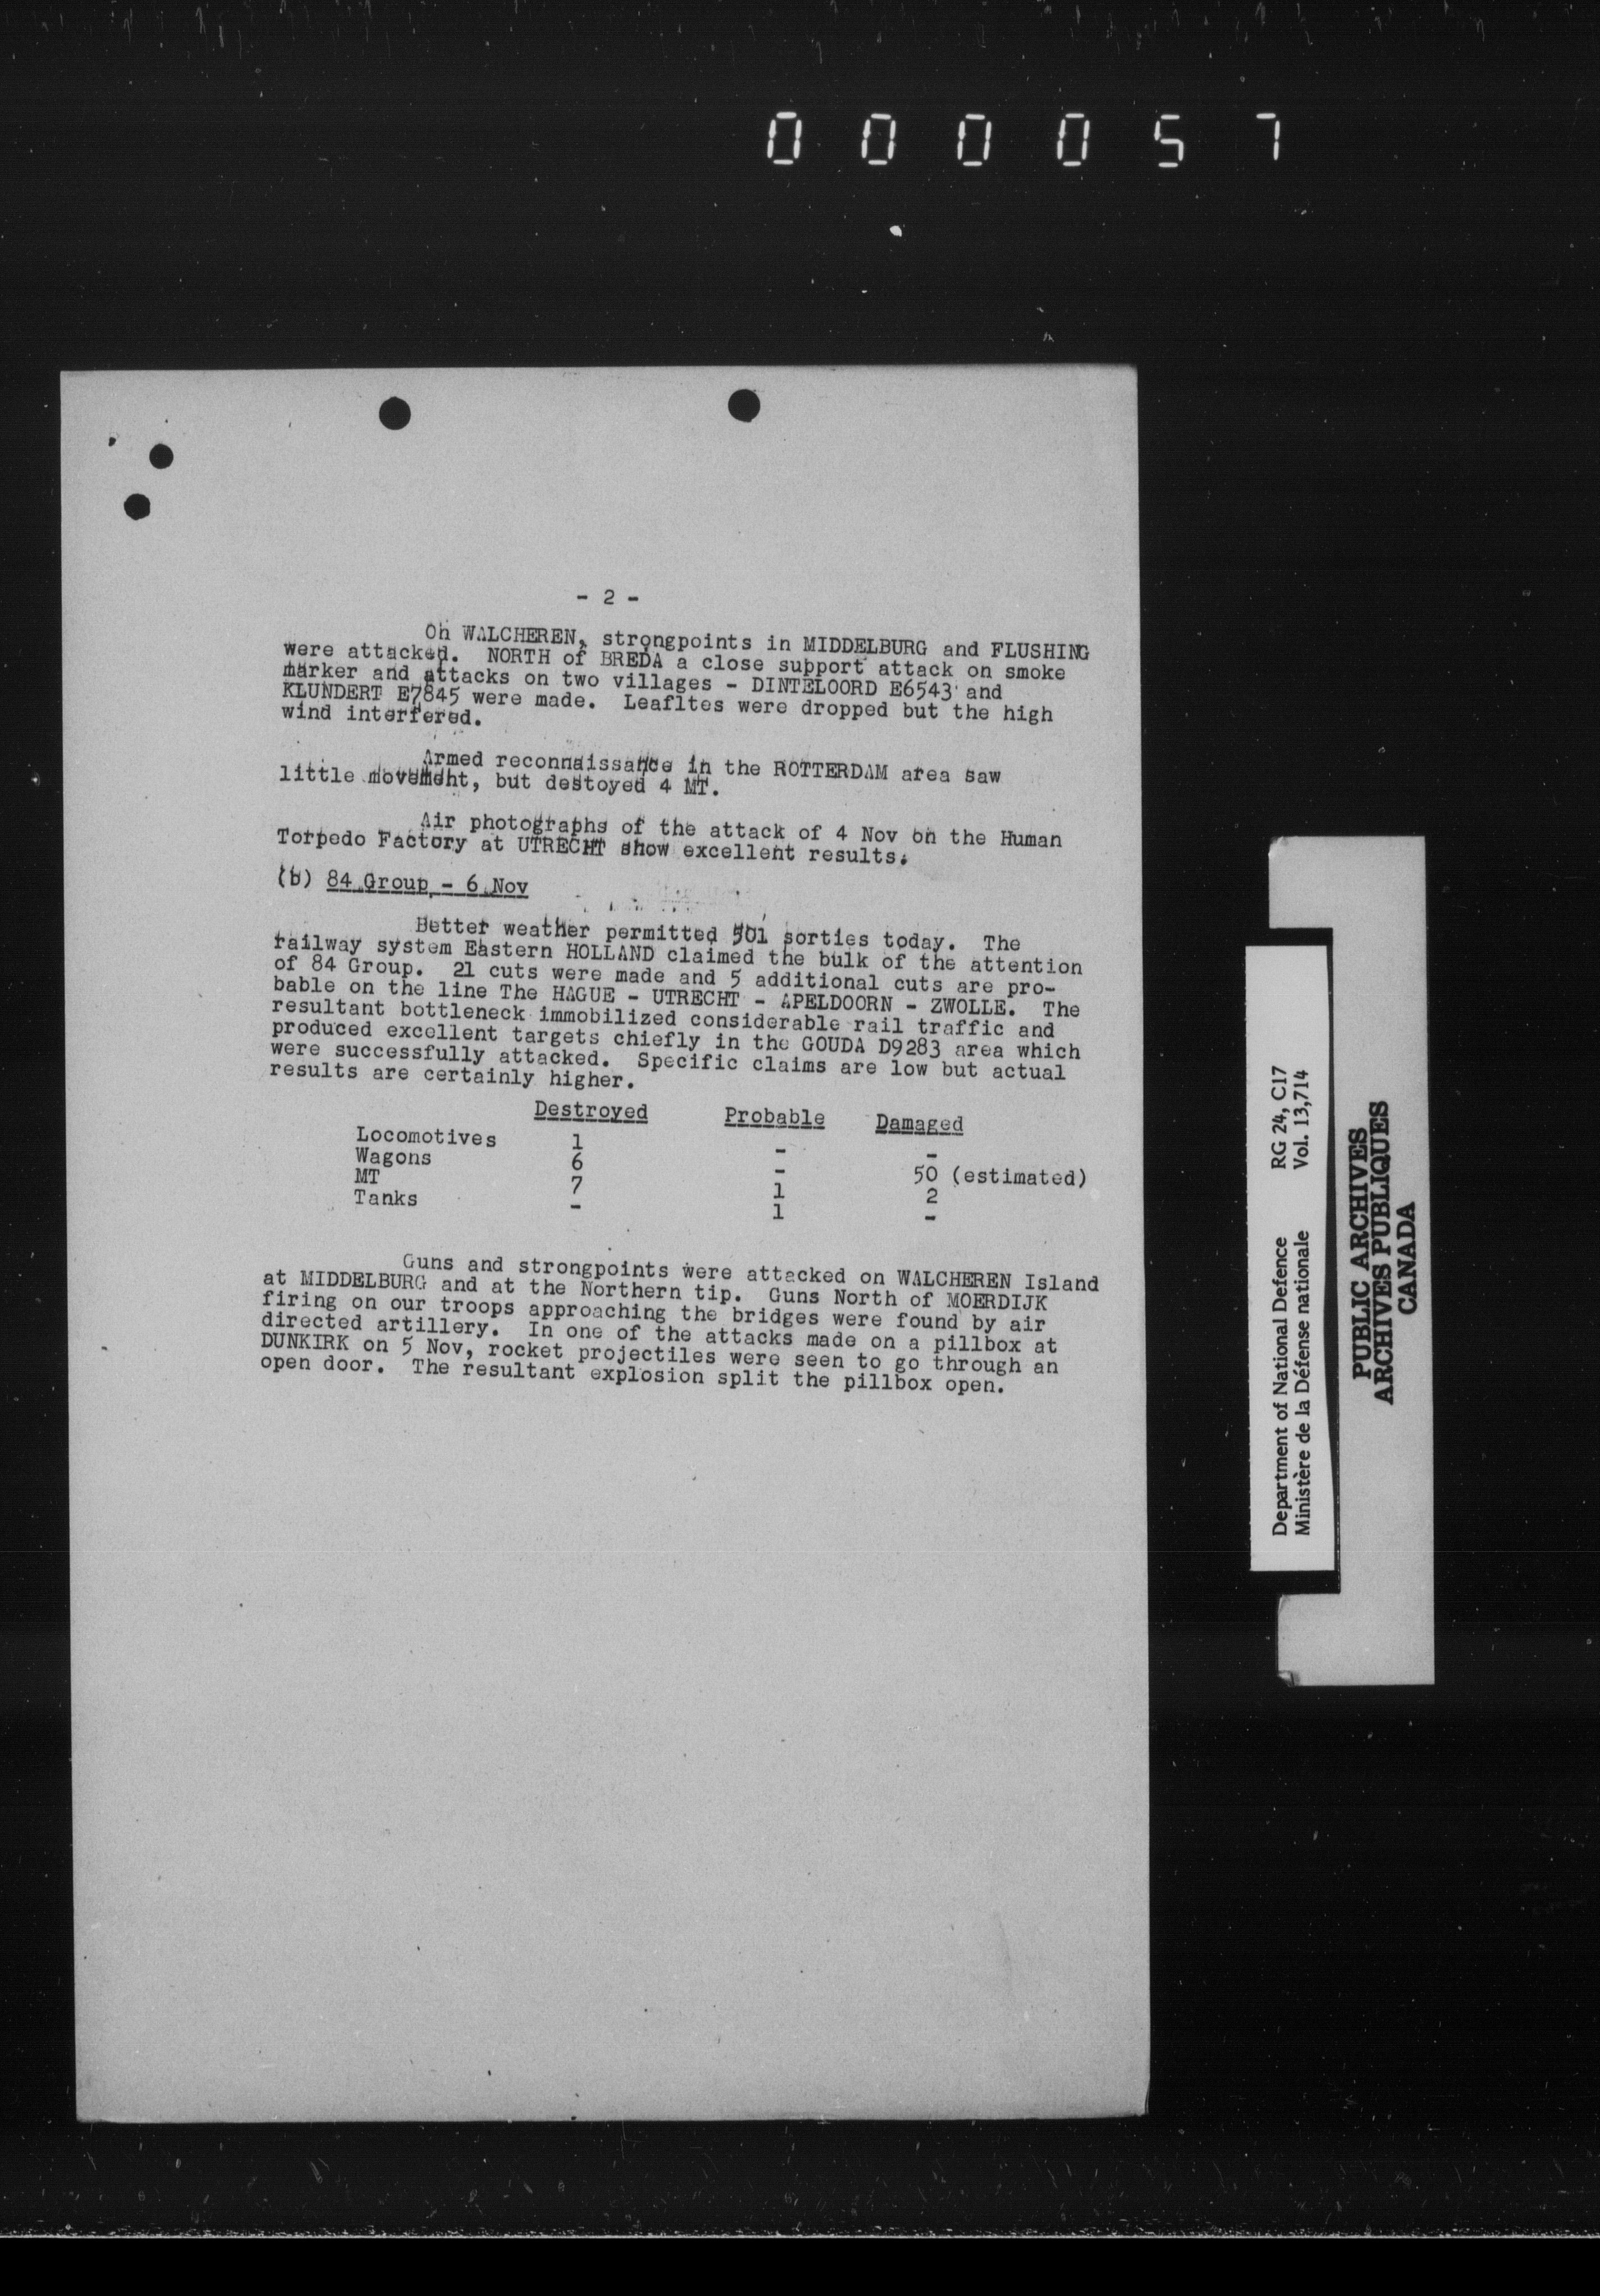 000057
- 2 -
On WALCHEREN, strongpoints in MIDDELBURG and FLUSHING
were attacked. NORTH of BREDA a close support attack on smoke
marker and attacks on two villages - DINTELOORD E6543 and
KLUNDERT E7845 were made. Leafltes were dropped but the high
wind interfered.
Armed reconnaissance in the ROTTERDAM area saw
little movement, but destoyed 4 MT.
Air photographs of the attack of 4 Nov on the Human
Torpedo Factory at UTRECHT show excellent results.
(b) 84 Group - 6 Nov
Better weather permitted 501 sorties today. The
railway system Eastern HOLLAND claimed the bulk of the attention
of 84 Group. 21 cuts were made and 5 additional cuts are pro-
bable on the line The HAGUE - UTRECHT - APELDOORN - ZWOLLE. The
resultant bottleneck immobilized considerable rail traffic and
produced excellent targets chiefly in the GOUDA D9283 area which
were successfully attacked. Specific claims are low but actual
results are certainly higher.
Destroyed Probable Damaged
Locomotives 1 - -
Wagons 6 - 50 (estimated)
MT 7 1 2
Tanks - 1 -
Guns and strongpoints were attacked on WALCHEREN Island
at MIDDELBURG and at the Northern tip. Guns North of MOERDIJK
firing on our troops approaching the bridges were found by air
directed artillery. In one of the attacks made on a pillbox at
DUNKIRK on 5 Nov, rocket projectiles were seen to go through an
open door. The resultant explosion split the pillbox open.
Department of National Defence RG 24, C17
Ministère de la Défense nationale Vol. 13,714
PUBLIC ARCHIVES
ARCHIVES PUBLIQUES
CANADA